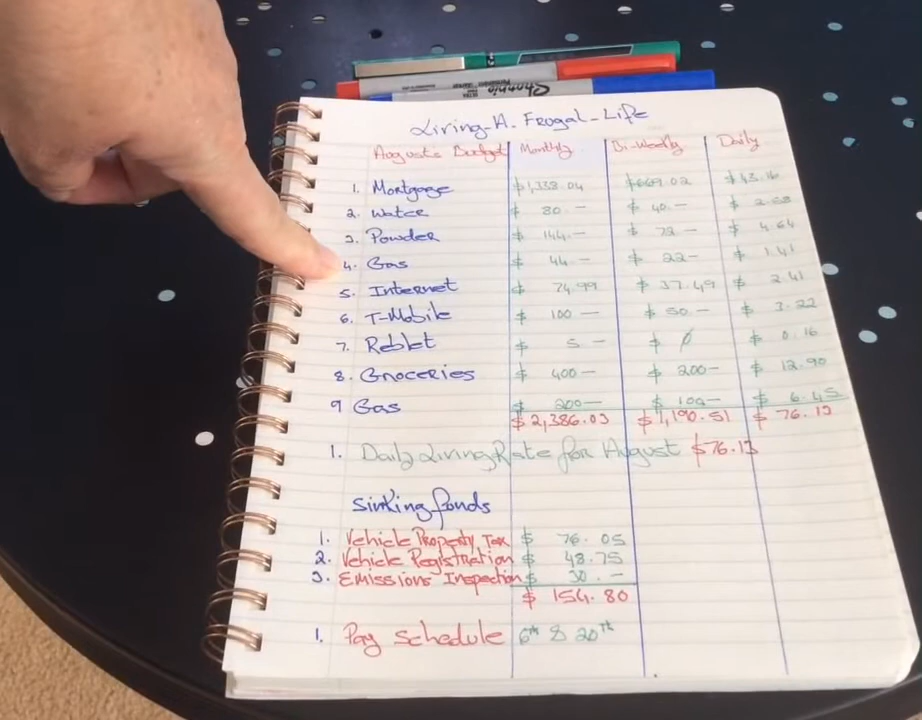 Sharpie
Living-A-Frugal-Life
August's Budget Monthly Bi-Weekly Daily
1. Mortgage $1,338.04 $669.02 $43.16
2. Water $ 80.- $ 40.- $ 2.58
3. Powder $ 144.- $ 72- $ 4.64
4. Gas $ 44- $ 22- $ 1.41
5. Internet $ 74.99 $ 37.49 $ 2.41
6. T-Mobile $ 100- $ 50.- $ 3.22
7. Reblet $ 5 - $ 0 $ 0.16
8. Groceries $ 400- $ 200- $ 12.90
9 Gas $ 200- $ 100- $ 6.45
$2,386.03 $1,190.51 $76.13
1. Daily Living Rate for August $76.13
Sinking fonds
1. Vehicle Property Tax $ 76.05
2. Vehicle Registration $ 48.75
3. Emissions Inspection $ 30.-
$ 154.80
1. Pay Schedule 6th & 20th